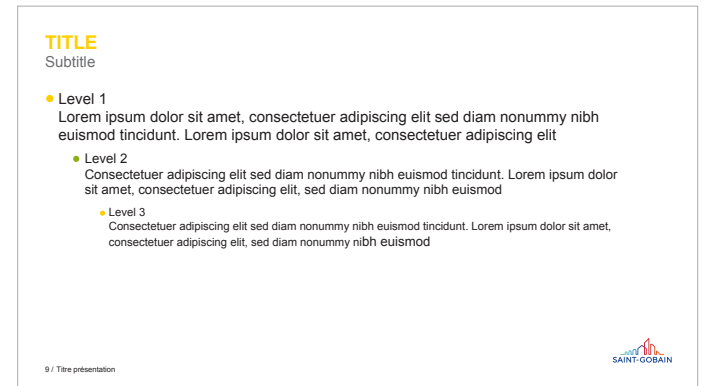 TITLE
Subtitle
Level 1
Lorem ipsum dolor sit amet, consectetuer adipiscing elit sed diam nonummy nibh
euismod tincidunt. Lorem ipsum dolor sit amet, consectetuer adipiscing elit
Level 2
Consectetuer adipiscing elit sed diam nonummy nibh euismod tincidunt. Lorem ipsum dolor
sit amet, consectetuer adipiscing elit, sed diam nonummy nibh euismod
Level 3
Consectetuer adipiscing elit sed diam nonummy nibh euismod tincidunt. Lorem ipsum dolor sit amet,
consectetuer adipiscing elit, sed diam nonummy nibh euismod
SAINT-GOBAIN
9 / Titre présentation